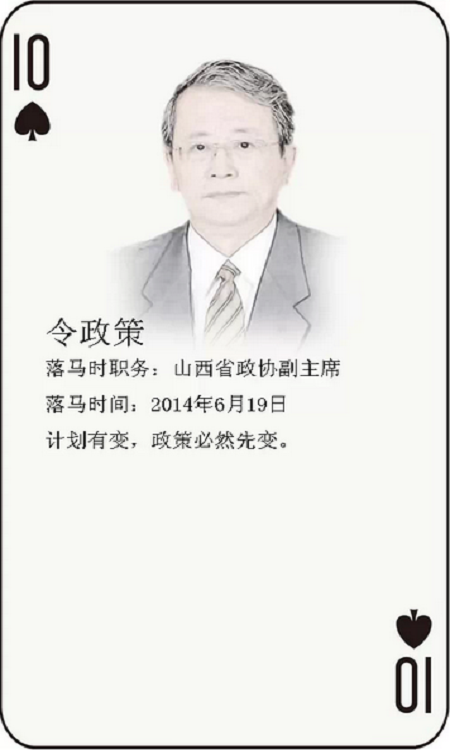 10
令政策
落马时职务：山西省政协副主席
落马时间：2014年6月19日
计划有变，政策必然先变。
10